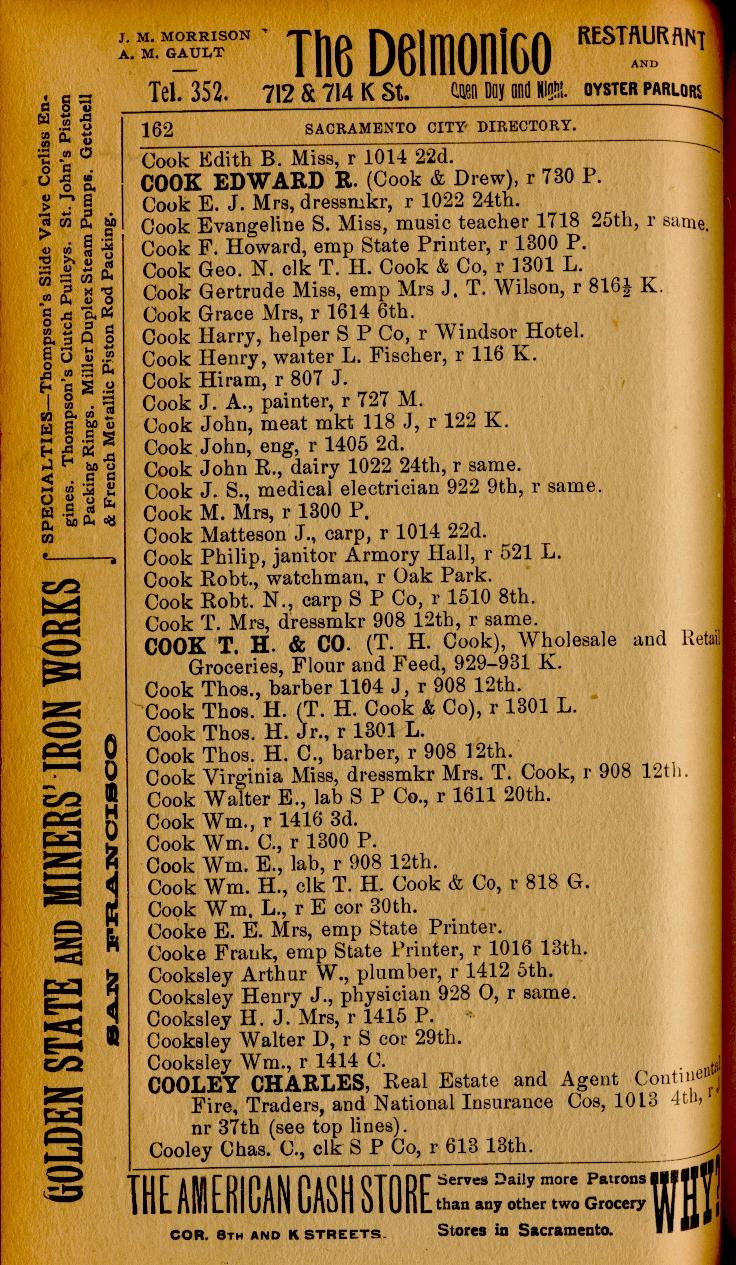 J. M. MORRISON
A. M. GAULT
The Delmonico
RESTAURANT
AND
OYSTER PARLORS
Tel. 352. 712 & 714 K St. Open Day and Night.
162 SACRAMENTO CITY DIRECTORY.
Cook Edith B. Miss, r 1014 22d.
COOK EDWARD R. (Cook & Drew), r 730 P.
Cook E. J. Mrs, dressmkr, r 1022 24th.
Cook Evangeline S. Miss, music teacher 1718 25th, r same.
Cook F. Howard, emp State Printer, r 1300 P.
Cook Geo. N. clk T. H. Cook & Co, r 1301 L.
Cook Gertrude Miss, emp Mrs J. T. Wilson, r 816½ K.
Cook Grace Mrs, r 1614 6th.
Cook Harry, helper S P Co, r Windsor Hotel.
Cook Henry, waiter L. Fischer, r 116 K.
Cook Hiram, r 807 J.
Cook J. A., painter, r 727 M.
Cook John, meat mkt 118 J, r 122 K.
Cook John, eng, r 1405 2d.
Cook John R., dairy 1022 24th, r same.
Cook J. S., medical electrician 922 9th, r same.
Cook M. Mrs, r 1300 P.
Cook Matteson J., carp, r 1014 22d.
Cook Philip, janitor Armory Hall, r 521 L.
Cook Robt., watchman, r Oak Park.
Cook Robt. N., carp S P Co, r 1510 8th.
Cook T. Mrs, dressmkr 908 12th, r same.
COOK T. H. & CO. (T. H. Cook), Wholesale and Retail
Groceries, Flour and Feed, 929–931 K.
Cook Thos., barber 1104 J, r 908 12th.
Cook Thos. H. (T. H. Cook & Co), r 1301 L.
Cook Thos. H. Jr., r 1301 L.
Cook Thos. H. C., barber, r 908 12th.
Cook Virginia Miss, dressmkr Mrs. T. Cook, r 908 12th.
Cook Walter E., lab S P Co., r 1611 20th.
Cook Wm., r 1416 3d.
Cook Wm. C., r 1300 P.
Cook Wm. E., lab, r 908 12th.
Cook Wm. H., clk T. H. Cook & Co, r 818 G.
Cook Wm. L., r E cor 30th.
Cooke E. E. Mrs, emp State Printer.
Cooke Frank, emp State Printer, r 1016 13th.
Cooksley Arthur W., plumber, r 1412 5th.
Cooksley Henry J., physician 928 O, r same.
Cooksley H. J. Mrs, r 1415 P.
Cooksley Walter D, r S cor 29th.
Cooksley Wm., r 1414 C.
COOLEY CHARLES, Real Estate and Agent Continental
Fire, Traders, and National Insurance Cos, 1013 4th, r J
nr 37th (see top lines).
Cooley Chas. C., clk S P Co, r 613 13th.
THE AMERICAN CASH STORE
COR. 8TH AND K STREETS.
Serves Daily more Patrons
than any other two Grocery
Stores in Sacramento.
WHY?
GOLDEN STATE AND MINERS' IRON WORKS
SAN FRANCISCO
SPECIALTIES—Thompson's Slide Valve Corliss En-
gines. Thompson's Clutch Pulleys. St. John's Piston
Packing Rings. Miller Duplex Steam Pumps. Getchell
& French Metallic Piston Rod Packing.